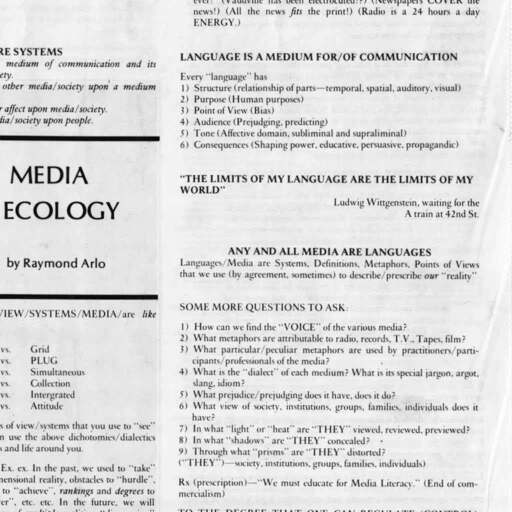 RE SYSTEMS
medium of communication and its
ety.
other media/society upon a medium
r affect upon media/society.
dia/society upon people.
MEDIA
ECOLOGY
by Raymond Arlo
VIEW/SYSTEMS/MEDIA/are like
vs. Grid
vs. PLUG
vs. Simultaneous
vs. Collection
vs. Intergrated
vs. Attitude
s of view/systems that you use to "see"
n use the above dichotomies/dialectics
s and life around you.
Ex. ex. In the past, we used to "take"
mensional reality, obstacles to "hurdle",
to "achieve", rankings and degrees to
er", etc. etc. In the future, we will
ever! (Vaudville has been electrocuted!?) (Newspapers COVER the
news!) (All the news fits the print!) (Radio is a 24 hours a day
ENERGY.)
LANGUAGE IS A MEDIUM FOR/OF COMMUNICATION
Every "language" has
1) Structure (relationship of parts—temporal, spatial, auditory, visual)
2) Purpose (Human purposes)
3) Point of View (Bias)
4) Audience (Prejudging, predicting)
5) Tone (Affective domain, subliminal and supraliminal)
6) Consequences (Shaping power, educative, persuasive, propagandic)
"THE LIMITS OF MY LANGUAGE ARE THE LIMITS OF MY
WORLD"
Ludwig Wittgenstein, waiting for the
A train at 42nd St.
ANY AND ALL MEDIA ARE LANGUAGES
Languages/Media are Systems, Definitions, Metaphors, Points of Views
that we use (by agreement, sometimes) to describe/prescribe our "reality"
SOME MORE QUESTIONS TO ASK:
1) How can we find the "VOICE" of the various media?
2) What metaphors are attributable to radio, records, T.V., Tapes, film?
3) What particular/peculiar metaphors are used by practitioners/parti-
cipants/professionals of the media?
4) What is the "dialect" of each medium? What is its special jargon, argot,
slang, idiom?
5) What prejudice/prejudging does it have, does it do?
6) What view of society, institutions, groups, families, individuals does it
have?
7) In what "light" or "heat" are "THEY" viewed, reviewed, previewed?
8) In what "shadows" are "THEY" concealed?
9) Through what "prisms" are "THEY" distorted?
("THEY")—society, institutions, groups, families, individuals)
Rx (prescription)—"We must educate for Media Literacy." (End of com-
mercialism)
TO THE DEGREE THAT ONE CAN REGULATE (CONTROL)